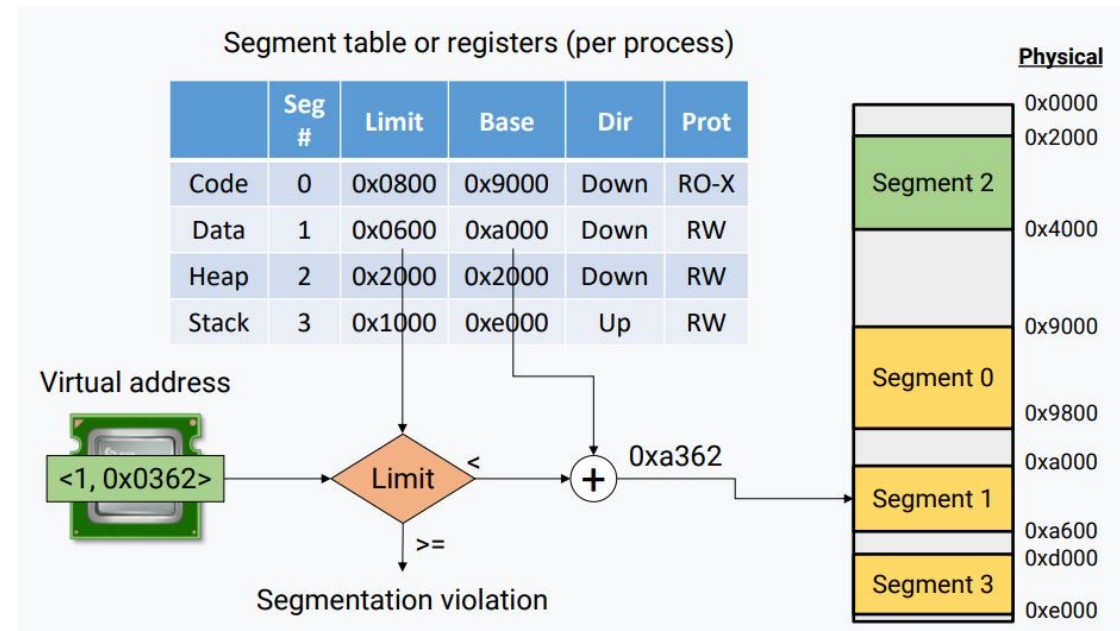 Segment table or registers (per process)
Seg # Limit Base Dir Prot
Code 0 0x0800 0x9000 Down RO-X
Data 1 0x0600 0xa000 Down RW
Heap 2 0x2000 0x2000 Down RW
Stack 3 0x1000 0xe000 Up RW
Virtual address
<1, 0x0362>
Limit
<
+
0xa362
>=
Segmentation violation
Physical
0x0000
0x2000
Segment 2
0x4000
0x9000
Segment 0
0x9800
0xa000
Segment 1
0xa600
0xd000
Segment 3
0xe000